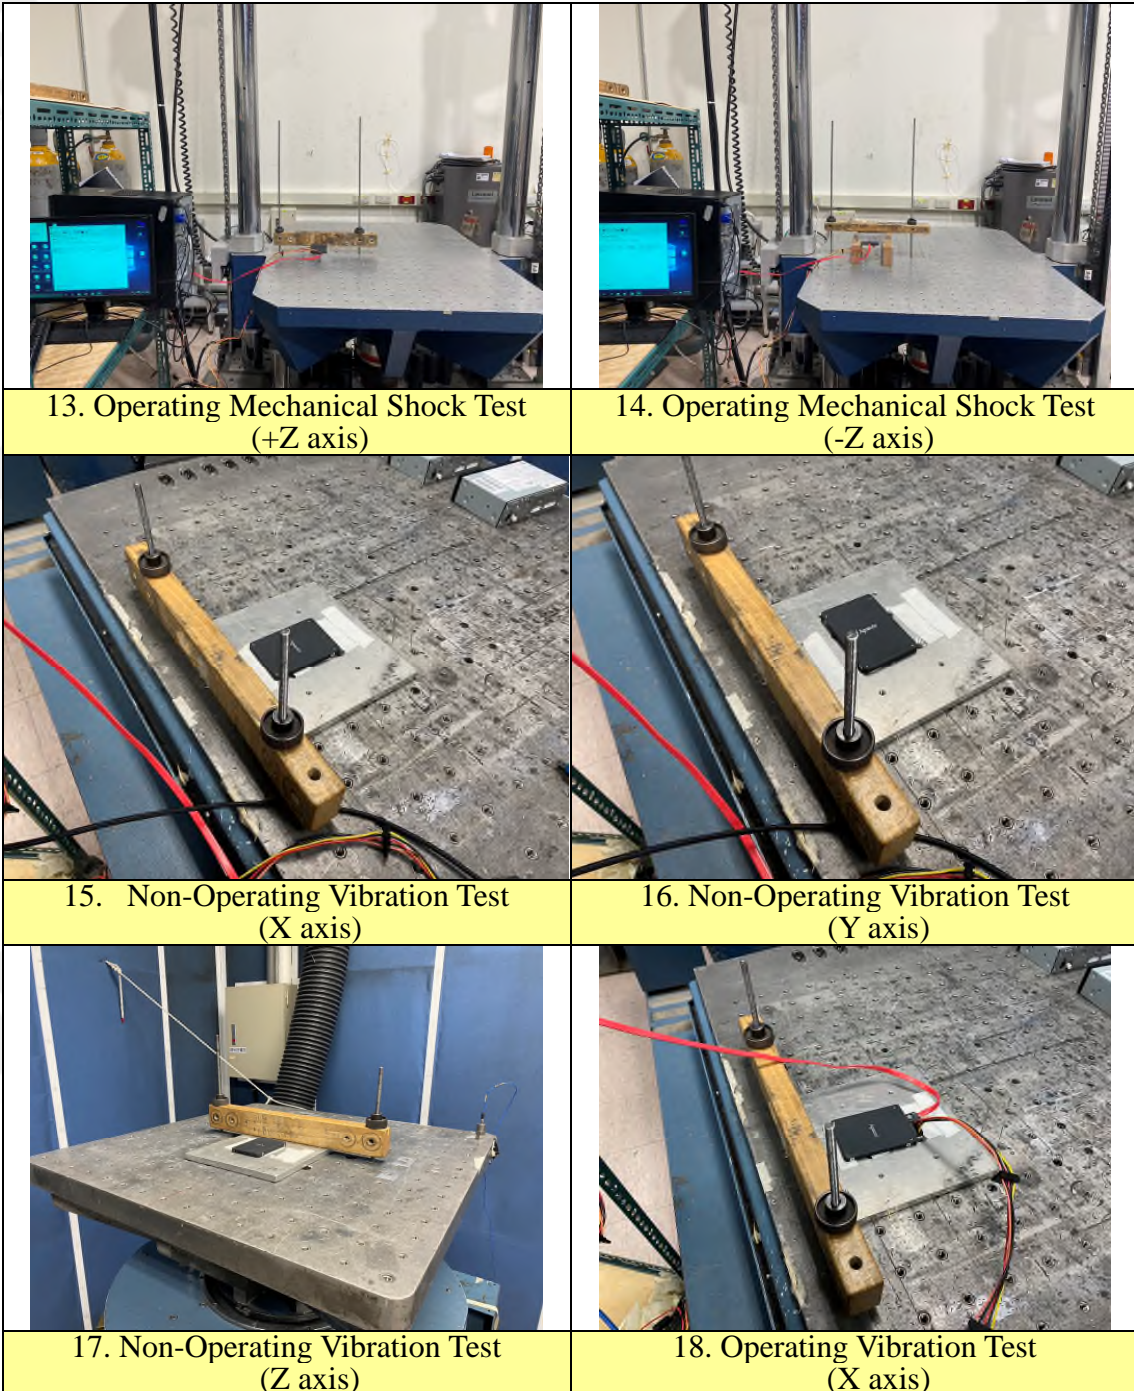 13. Operating Mechanical Shock Test
(+Z axis)
14. Operating Mechanical Shock Test
(-Z axis)
15. Non-Operating Vibration Test
(X axis)
16. Non-Operating Vibration Test
(Y axis)
17. Non-Operating Vibration Test
(Z axis)
18. Operating Vibration Test
(X axis)